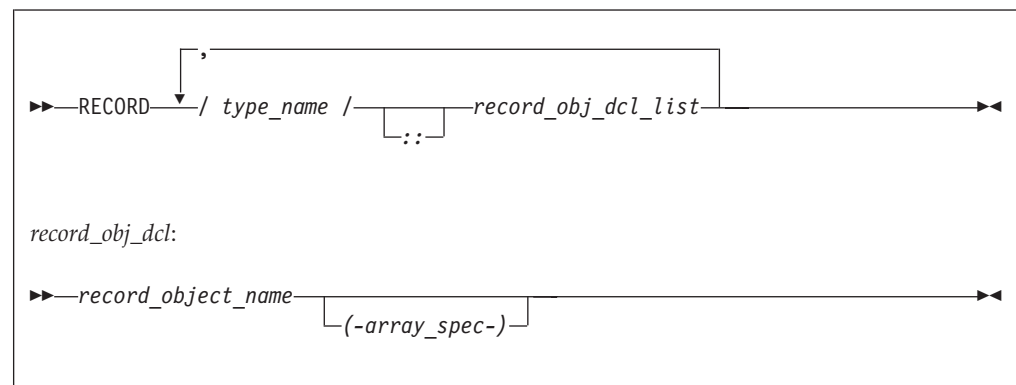 ,
►►—RECORD—▼—/ type_name /—record_obj_dcl_list—►◄
::
record_obj_dcl:
►►—record_object_name—►◄
(-array_spec-)